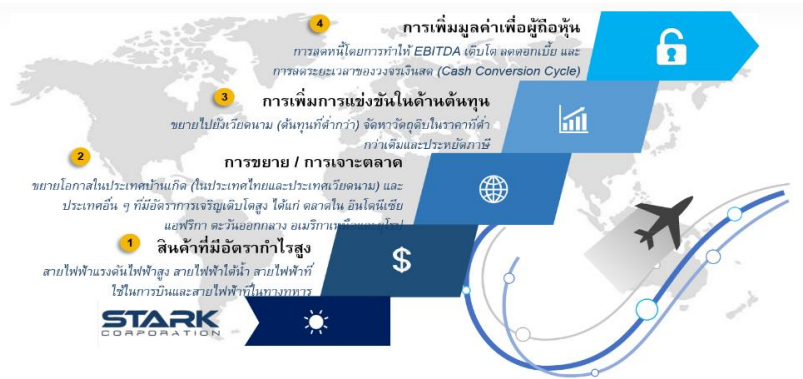 4
การเพิ่มมูลค่าเพื่อผู้ถือหุ้น
การลดหนี้โดยการทำให้ EBITDA เติบโต ลดดอกเบี้ย และ
การลดระยะเวลาของวงจรเงินสด (Cash Conversion Cycle)
3
การเพิ่มการแข่งขันในด้านต้นทุน
ขยายไปยังเวียดนาม (ต้นทุนที่ต่ำกว่า) จัดหาวัตถุดิบในราคาที่ต่ำ
กว่าเดิมและประหยัดภาษี
2
การขยาย / การเจาะตลาด
ขยายโอกาสในประเทศบ้านเกิด (ในประเทศไทยและประเทศเวียดนาม) และ
ประเทศอื่น ๆ ที่มีอัตราการเจริญเติบโตสูง ได้แก่ ตลาดใน อินโดนีเซีย
แอฟริกา ตะวันออกกลาง อเมริกาเหนือและยุโรป
1
สินค้าที่มีอัตรากำไรสูง
สายไฟฟ้าแรงดันไฟฟ้าสูง สายไฟฟ้าใต้น้ำ สายไฟฟ้าที่
ใช้ในการบินและสายไฟฟ้าที่ในทางทหาร
$
STARK
CORPORATION